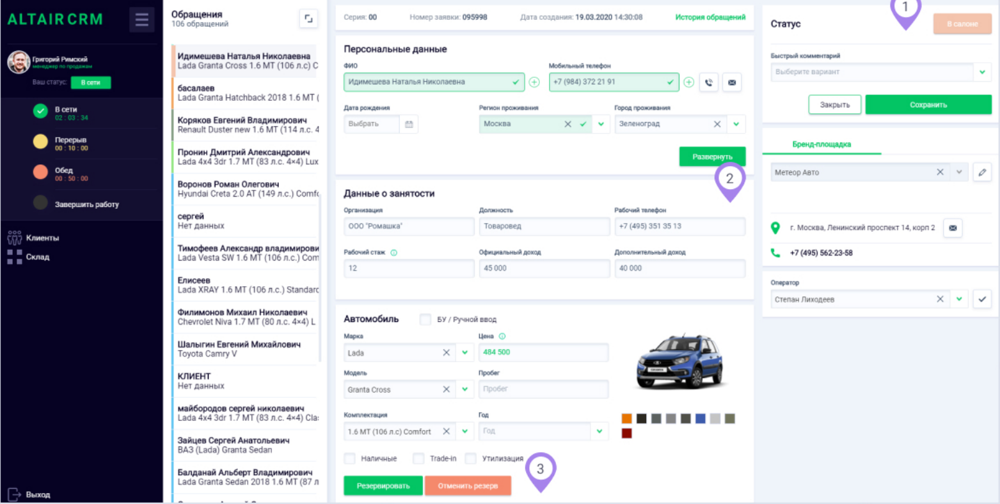 ALTAIR CRM
Григорий Римский
менеджер по продажам
Ваш статус: В сети
В сети
02 : 03 : 34
Перерыв
00 : 10 : 00
Обед
00 : 50 : 00
Завершить работу
Клиенты
Склад
Выход
Обращения
106 обращений
Идимешева Наталья Николаевна
Lada Granta Cross 1.6 MT (106 л.с) C
басалаев
Lada Granta Hatchback 2018 1.6 MT (
Коряков Евгений Владимирович
Renault Duster new 1.6 MT (114 л.с. 4
Пронин Дмитрий Александрович
Lada 4x4 3dr 1.7 MT (83 л.с. 4×4) Lux
Воронов Роман Олегович
Hyundai Creta 2.0 AT (149 л.с.) Comfo
сергей
Нет данных
Тимофеев Александр владимирови
Lada Vesta SW 1.6 MT (106 л.с.) Com
Елисеев
Lada XRAY 1.6 MT (106 л.с.) Standard
Филимонов Михаил Николаевич
Chevrolet Niva 1.7 MT (80 л.с. 4×4) L
Шалыгин Евгений Михайлович
Toyota Camry V
КЛИЕНТ
Нет данных
майбородов сергей николаевич
Lada 4x4 3dr 1.7 MT (83 л.с. 4×4) Clas
Зайцев Сергей Анатольевич
ВАЗ (Lada) Granta Sedan
Балданай Альберт Владимирович
Lada Granta Sedan 2018 1.6 MT (87 л
Серия: 00 Номер заявки: 095998 Дата создания: 19.03.2020 14:30:08 История обращений
Персональные данные
ФИО Мобильный телефон
Идимешева Наталья Николаевна +7 (984) 372 21 91
Дата рождения Регион проживания Город проживания
Выбрать Москва Зеленоград
Развернуть
2
Данные о занятости
Организация Должность Рабочий телефон
ООО "Ромашка" Товаровед +7 (495) 351 35 13
Рабочий стаж Официальный доход Дополнительный доход
12 45 000 40 000
Автомобиль БУ / Ручной ввод
Марка Цена
Lada 484 500
Модель Пробег
Granta Cross Пробег
Комплектация Год
1.6 MT (106 л.с) Comfort Год
Наличные Trade-in Утилизация
3
Резервировать Отменить резерв
1
Статус В салоне
Быстрый комментарий
Выберите вариант
Закрыть Сохранить
Бренд-площадка
Метеор Авто
г. Москва, Ленинский проспект 14, корп 2
+7 (495) 562-23-58
Оператор
Степан Лиходеев